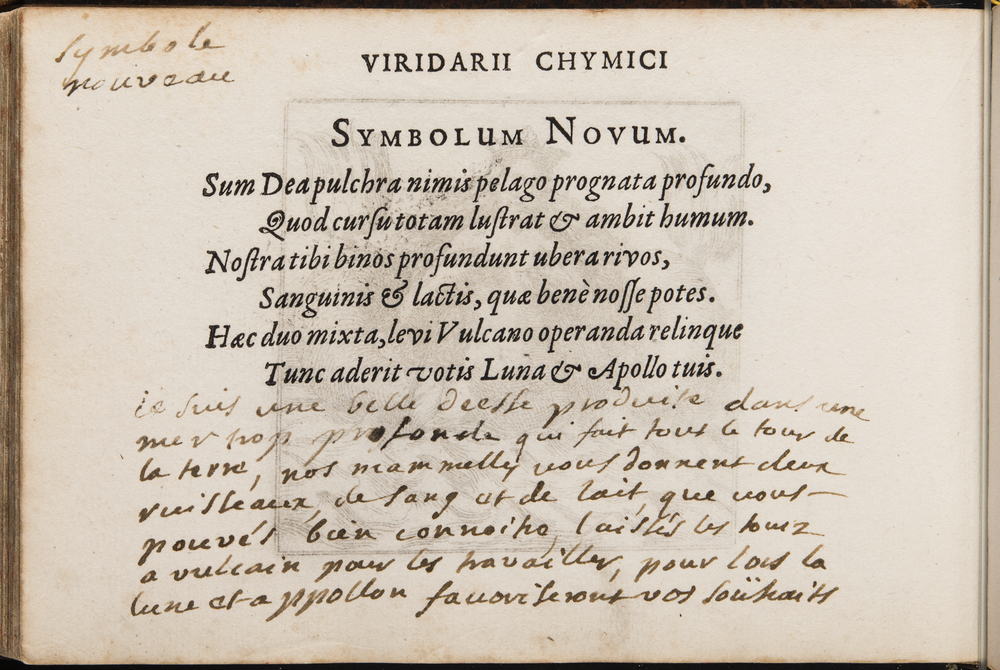 Symbole
nouveau
VIRIDARII CHYMICI
SYMBOLUM NOVUM.
Sum Dea pulchra nimis pelago prognata profundo,
Quod curſu totam luſtrat & ambit humum.
Noſtra tibi binos profundunt ubera rivos,
Sanguinis & lactis, quæ benè noſſe potes.
Hæc duo mixta, levi Vulcano operanda relinque
Tunc aderit votis Luna & Apollo tuis.
ie suis une belle deesse produite dans une
mer trop profonde qui fait tout le tour de
la terre, nos mammelles vous donnent deux
ruisseaux, de sang et de lait, que vous
pouvés bien connoitre, laissés les
a vulcain pour les travailler, pour lors la
lune et appollon favoriseront vos soühaits